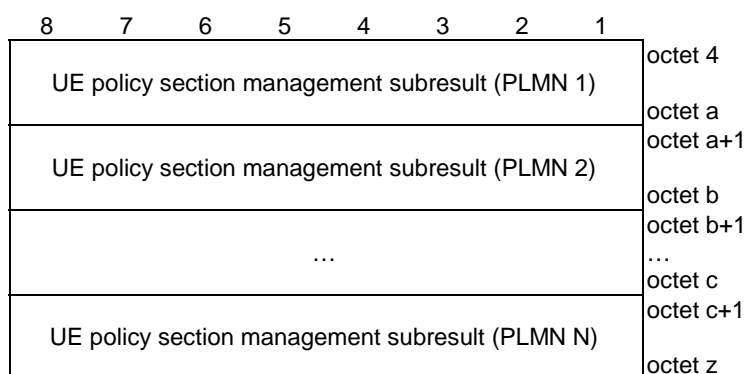 8 7 6 5 4 3 2 1
octet 4
UE policy section management subresult (PLMN 1)
octet a
octet a+1
UE policy section management subresult (PLMN 2)
octet b
octet b+1
… …
octet c
octet c+1
UE policy section management subresult (PLMN N)
octet z